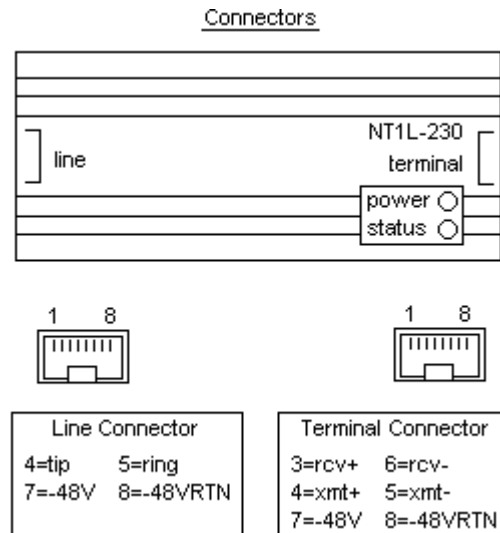 Connectors
NT1L-230
line
terminal
power
status
1 8
1 8
Line Connector
4=tip 5=ring
7=-48V 8=-48VRTN
Terminal Connector
3=rcv+ 6=rcv-
4=xmt+ 5=xmt-
7=-48V 8=-48VRTN